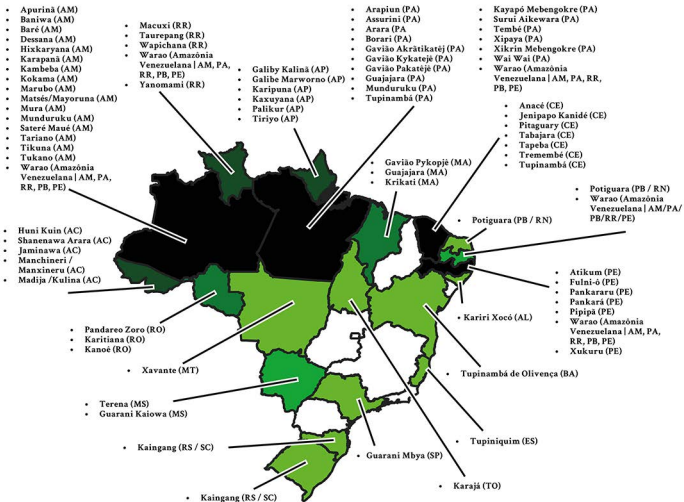 • Apurinã (AM)
• Baniwa (AM)
• Baré (AM)
• Dessana (AM)
• Hixkaryana (AM)
• Karapanã (AM)
• Kambeba (AM)
• Kokama (AM)
• Marubo (AM)
• Matsés/Mayoruna (AM)
• Mura (AM)
• Munduruku (AM)
• Sateré Maué (AM)
• Tariano (AM)
• Tikuna (AM)
• Tukano (AM)
• Warao (Amazônia
Venezuelana | AM, PA,
RR, PB, PE)
• Macuxi (RR)
• Taurepang (RR)
• Wapichana (RR)
• Warao (Amazônia
Venezuelana | AM, PA,
RR, PB, PE)
• Yanomami (RR)
• Galiby Kalinã (AP)
• Galibe Marworno (AP)
• Karipuna (AP)
• Kaxuyana (AP)
• Palikur (AP)
• Tiriyo (AP)
• Arapiun (PA)
• Assurini (PA)
• Arara (PA)
• Borari (PA)
• Gavião Akrãtikatêj (PA)
• Gavião Kykatejê (PA)
• Gavião Pakatêjê (PA)
• Guajajara (PA)
• Munduruku (PA)
• Tupinambá (PA)
• Kayapó Mebengokre (PA)
• Surui Aikewara (PA)
• Tembé (PA)
• Xipaya (PA)
• Xikrin Mebengokre (PA)
• Wai Wai (PA)
• Warao (Amazônia
Venezuelana | AM, PA, RR,
PB, PE)
• Anacé (CE)
• Jenipapo Kanidé (CE)
• Pitaguary (CE)
• Tabajara (CE)
• Tapeba (CE)
• Tremembé (CE)
• Tupinambá (CE)
• Gavião Pykopjê (MA)
• Guajajara (MA)
• Krikati (MA)
• Potiguara (PB / RN)
• Warao (Amazônia
Venezuelana | AM/PA/
PB/RR/PE)
• Potiguara (PB / RN)
• Huni Kuin (AC)
• Shanenawa Arara (AC)
• Jaminawa (AC)
• Manchineri /
Manxineru (AC)
• Madija /Kulina (AC)
• Atikum (PE)
• Fulni-ô (PE)
• Pankararu (PE)
• Pankará (PE)
• Pipipã (PE)
• Warao (Amazônia
Venezuelana | AM, PA,
RR, PB, PE)
• Xukuru (PE)
• Kariri Xocó (AL)
• Pandareo Zoro (RO)
• Karitiana (RO)
• Kanoé (RO)
• Xavante (MT)
• Tupinambá de Olivença (BA)
• Terena (MS)
• Guarani Kaiowa (MS)
• Tupiniquim (ES)
• Kaingang (RS / SC)
• Guarani Mbya (SP)
• Karajá (TO)
• Kaingang (RS / SC)